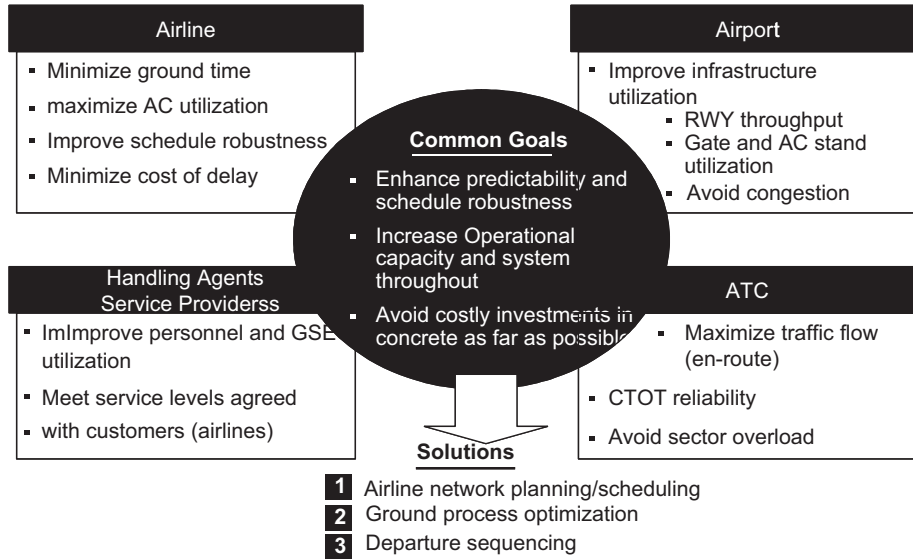 Airline
▪ Minimize ground time
▪ maximize AC utilization
▪ Improve schedule robustness
▪ Minimize cost of delay
Airport
▪ Improve infrastructure
utilization
▪ RWY throughput
▪ Gate and AC stand
utilization
▪ Avoid congestion
Common Goals
▪ Enhance predictability and
schedule robustness
▪ Increase Operational
capacity and system
throughout
▪ Avoid costly investments in
concrete as far as possible
Handling Agents
Service Providerss
▪ ImImprove personnel and GSE
utilization
▪ Meet service levels agreed
▪ with customers (airlines)
ATC
▪ Maximize traffic flow
(en-route)
▪ CTOT reliability
▪ Avoid sector overload
Solutions
1 Airline network planning/scheduling
2 Ground process optimization
3 Departure sequencing